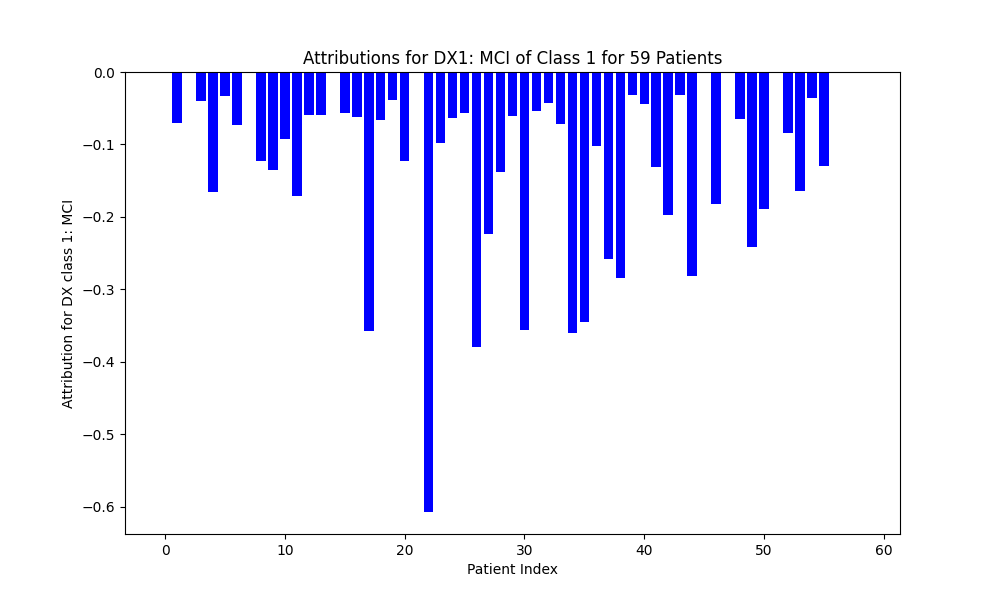 Attributions for DX1: MCI of Class 1 for 59 Patients
Attribution for DX class 1: MCI
0.0
−0.1
−0.2
−0.3
−0.4
−0.5
−0.6
0 10 20 30 40 50 60
Patient Index